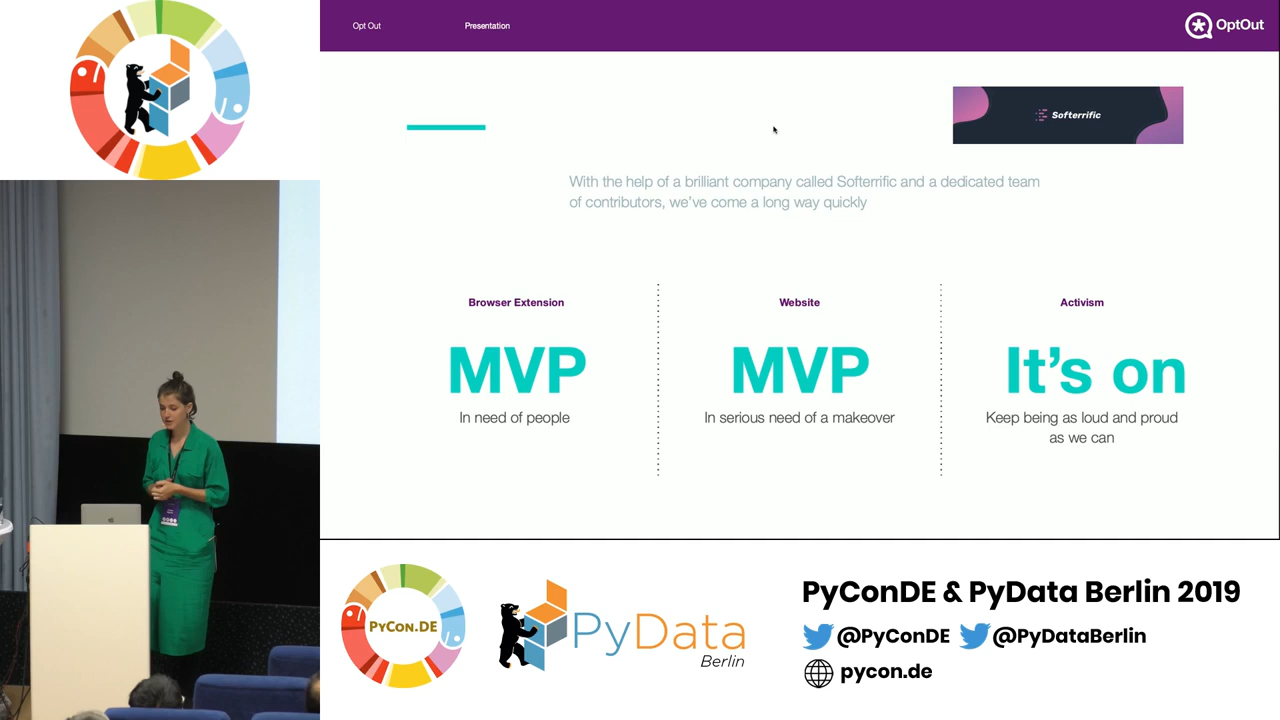 Opt Out
Presentation
OptOut
Softerrific
With the help of a brilliant company called Softerrific and a dedicated team
of contributors, we've come a long way quickly
Browser Extension
MVP
In need of people
Website
MVP
In serious need of a makeover
Activism
It's on
Keep being as loud and proud
as we can
PYCON.DE
PyData
Berlin
PyConDE & PyData Berlin 2019
@PyConDE @PyDataBerlin
pycon.de